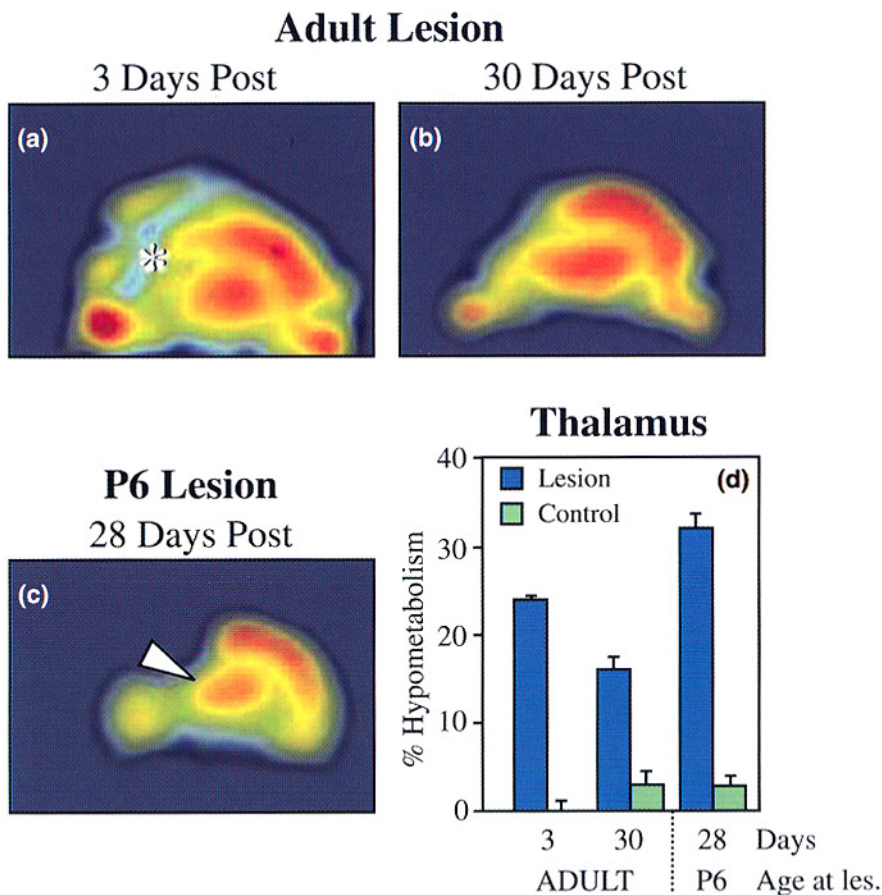 Adult Lesion
3 Days Post
30 Days Post
(a)
(b)
*
P6 Lesion
28 Days Post
(c)
Thalamus
(d)
Lesion
Control
% Hypometabolism
40
30
20
10
0
3 30 28 Days
ADULT P6 Age at les.